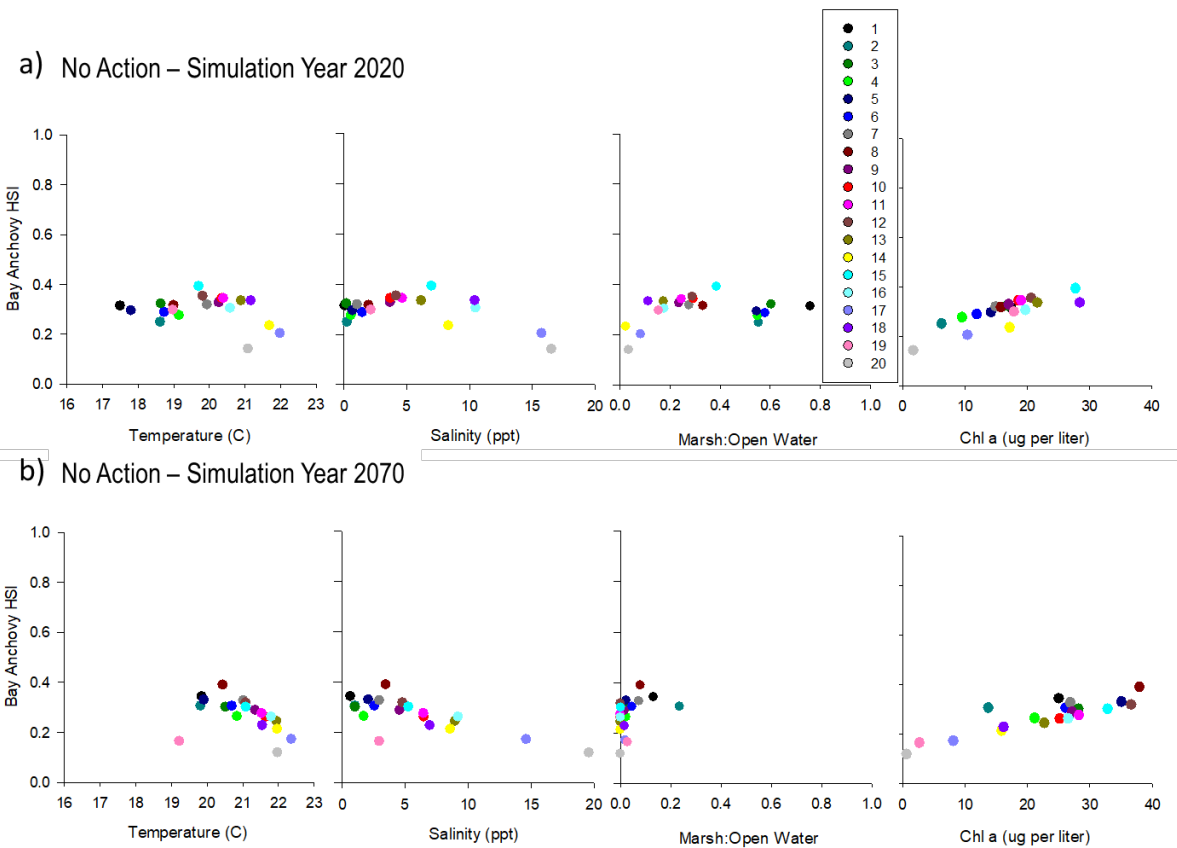 a) No Action – Simulation Year 2020
1
2
3
4
5
6
7
8
9
10
11
12
13
14
15
16
17
18
19
20
Bay Anchovy HSI
1.0
0.8
0.6
0.4
0.2
0.0
16 17 18 19 20 21 22 23
Temperature (C)
0 5 10 15 20
Salinity (ppt)
0.0 0.2 0.4 0.6 0.8 1.0
Marsh:Open Water
0 10 20 30 40
Chl a (ug per liter)
b) No Action – Simulation Year 2070
Bay Anchovy HSI
1.0
0.8
0.6
0.4
0.2
0.0
16 17 18 19 20 21 22 23
Temperature (C)
0 5 10 15 20
Salinity (ppt)
0.0 0.2 0.4 0.6 0.8 1.0
Marsh:Open Water
0 10 20 30 40
Chl a (ug per liter)